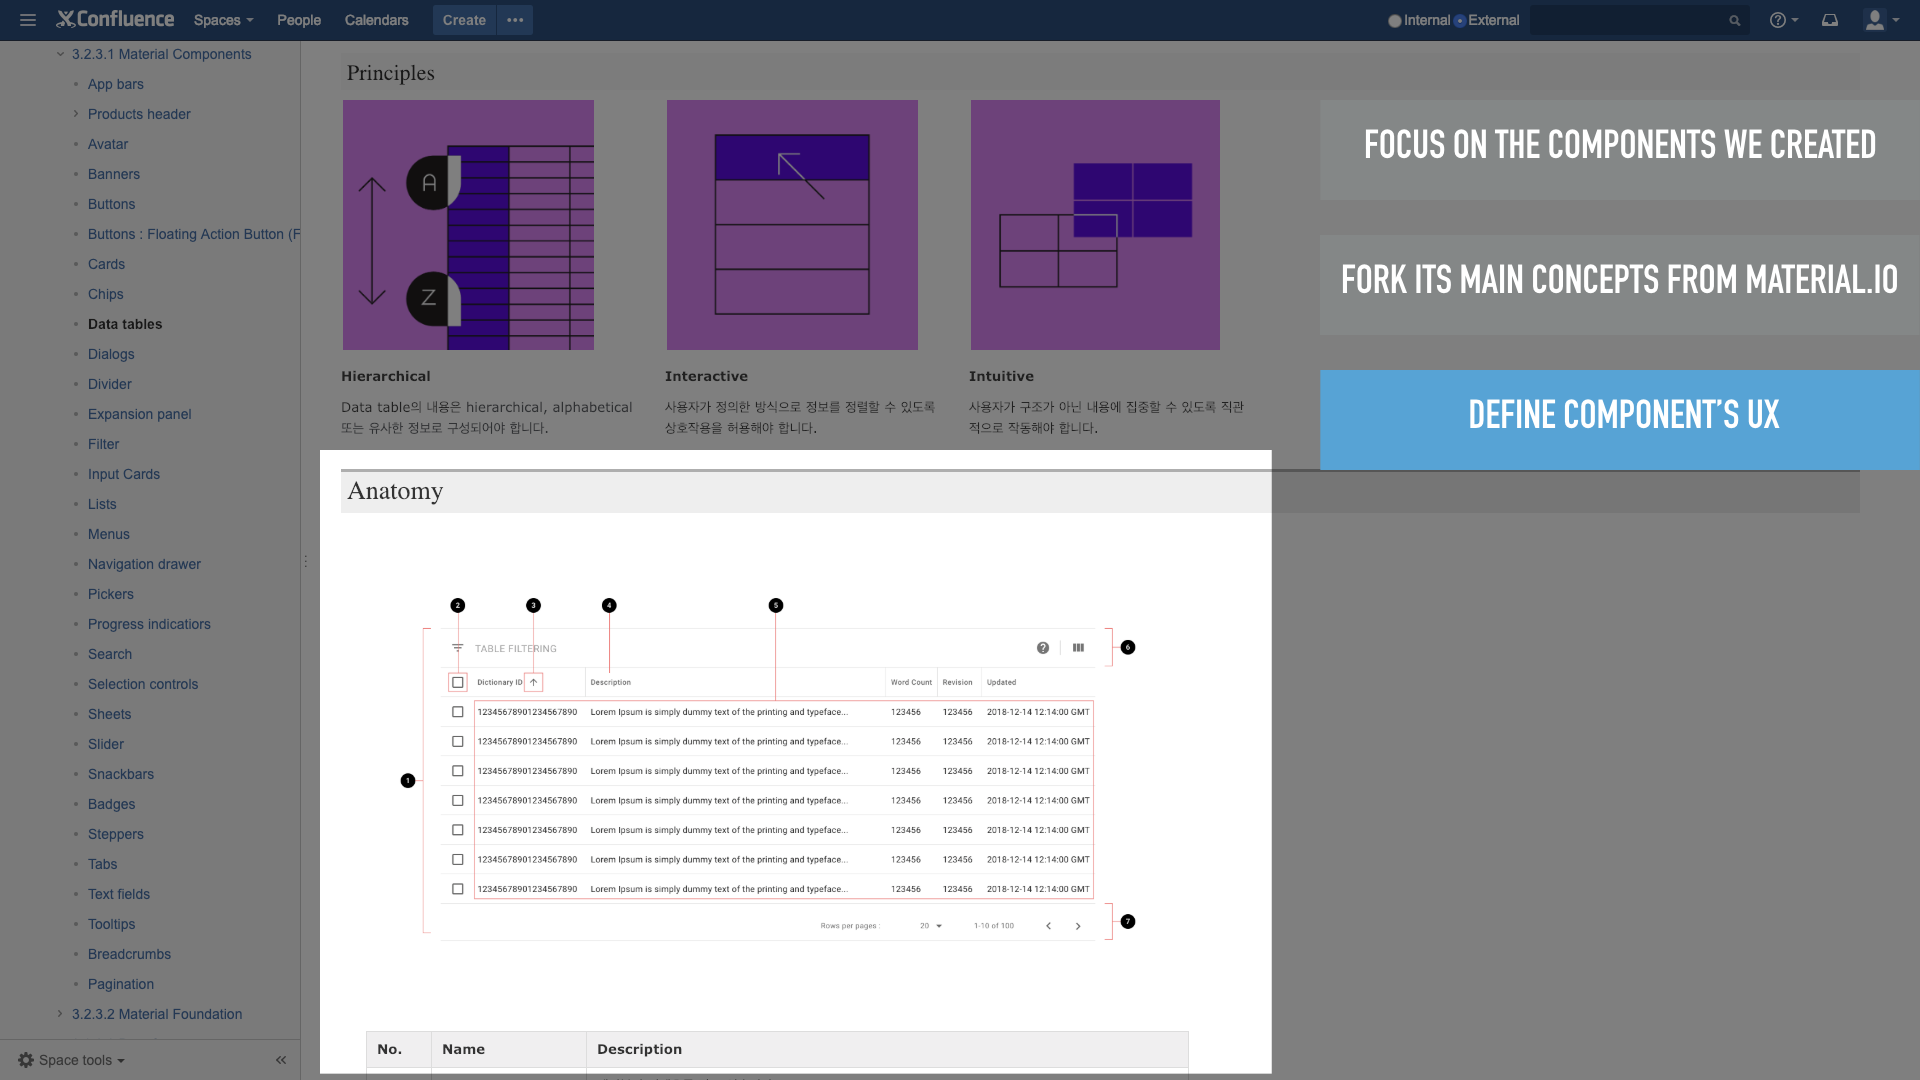 Confluence
Spaces
People
Calendars
Create
Internal
External
3.2.3.1 Material Components
App bars
Products header
Avatar
Banners
Buttons
Buttons : Floating Action Button (F
Cards
Chips
Data tables
Dialogs
Divider
Expansion panel
Filter
Input Cards
Lists
Menus
Navigation drawer
Pickers
Progress indicatiors
Search
Selection controls
Sheets
Slider
Snackbars
Badges
Steppers
Tabs
Text fields
Tooltips
Breadcrumbs
Pagination
3.2.3.2 Material Foundation
Space tools
Principles
A
Z
Hierarchical
Data table의 내용은 hierarchical, alphabetical
또는 유사한 정보로 구성되어야 합니다.
Interactive
사용자가 정의한 방식으로 정보를 정렬할 수 있도록
상호작용을 허용해야 합니다.
Intuitive
사용자가 구조가 아닌 내용에 집중할 수 있도록 직관
적으로 작동해야 합니다.
FOCUS ON THE COMPONENTS WE CREATED
FORK ITS MAIN CONCEPTS FROM MATERIAL.IO
DEFINE COMPONENT’S UX
Anatomy
2 3 4 5
TABLE FILTERING
6
Dictionary ID Description Word Count Revision Updated
12345678901234567890 Lorem Ipsum is simply dummy text of the printing and typeface... 123456 123456 2018-12-14 12:14:00 GMT
12345678901234567890 Lorem Ipsum is simply dummy text of the printing and typeface... 123456 123456 2018-12-14 12:14:00 GMT
12345678901234567890 Lorem Ipsum is simply dummy text of the printing and typeface... 123456 123456 2018-12-14 12:14:00 GMT
1
12345678901234567890 Lorem Ipsum is simply dummy text of the printing and typeface... 123456 123456 2018-12-14 12:14:00 GMT
12345678901234567890 Lorem Ipsum is simply dummy text of the printing and typeface... 123456 123456 2018-12-14 12:14:00 GMT
12345678901234567890 Lorem Ipsum is simply dummy text of the printing and typeface... 123456 123456 2018-12-14 12:14:00 GMT
12345678901234567890 Lorem Ipsum is simply dummy text of the printing and typeface... 123456 123456 2018-12-14 12:14:00 GMT
Rows per pages : 20 1-10 of 100
7
No. Name Description